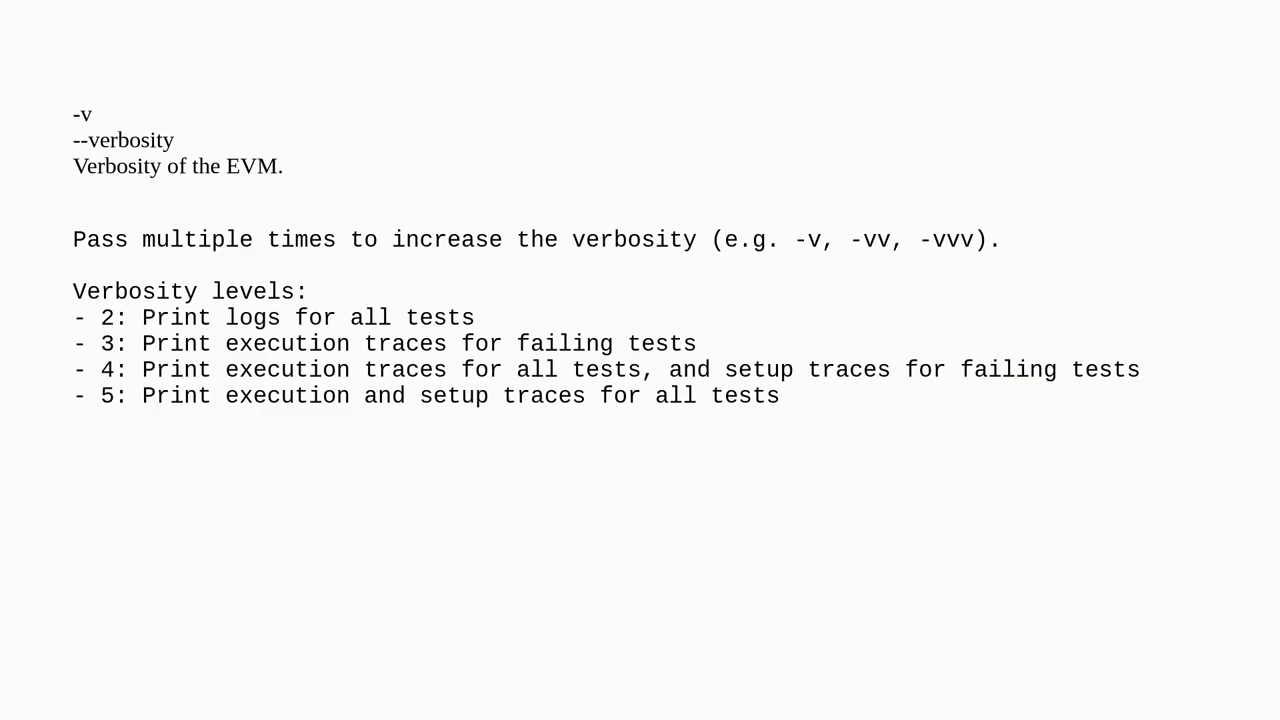 -v
--verbosity
Verbosity of the EVM.
Pass multiple times to increase the verbosity (e.g. -v, -vv, -vvv).
Verbosity levels:
- 2: Print logs for all tests
- 3: Print execution traces for failing tests
- 4: Print execution traces for all tests, and setup traces for failing tests
- 5: Print execution and setup traces for all tests